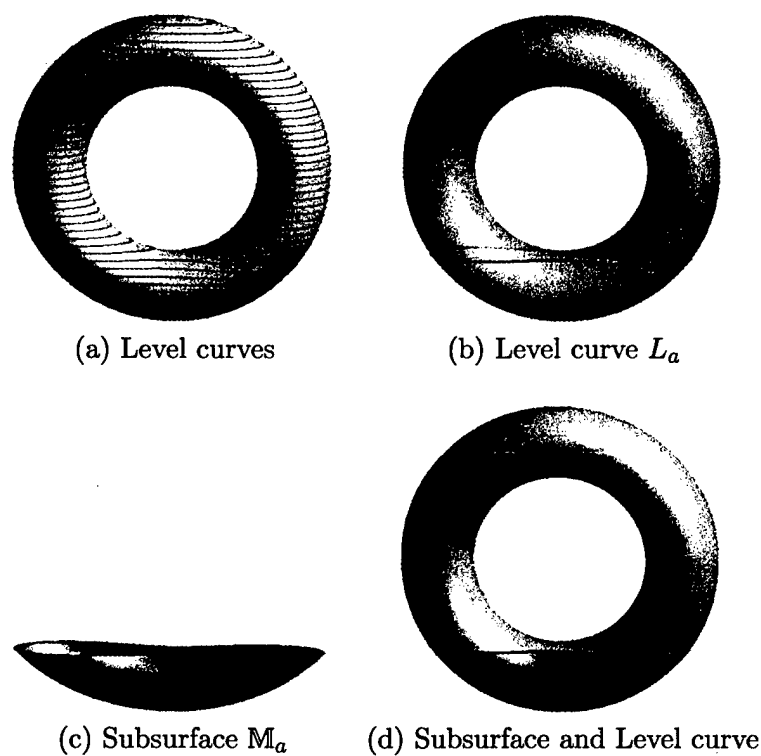 (a) Level curves
(b) Level curve $L_a$
(c) Subsurface $\mathbb{M}_a$
(d) Subsurface and Level curve